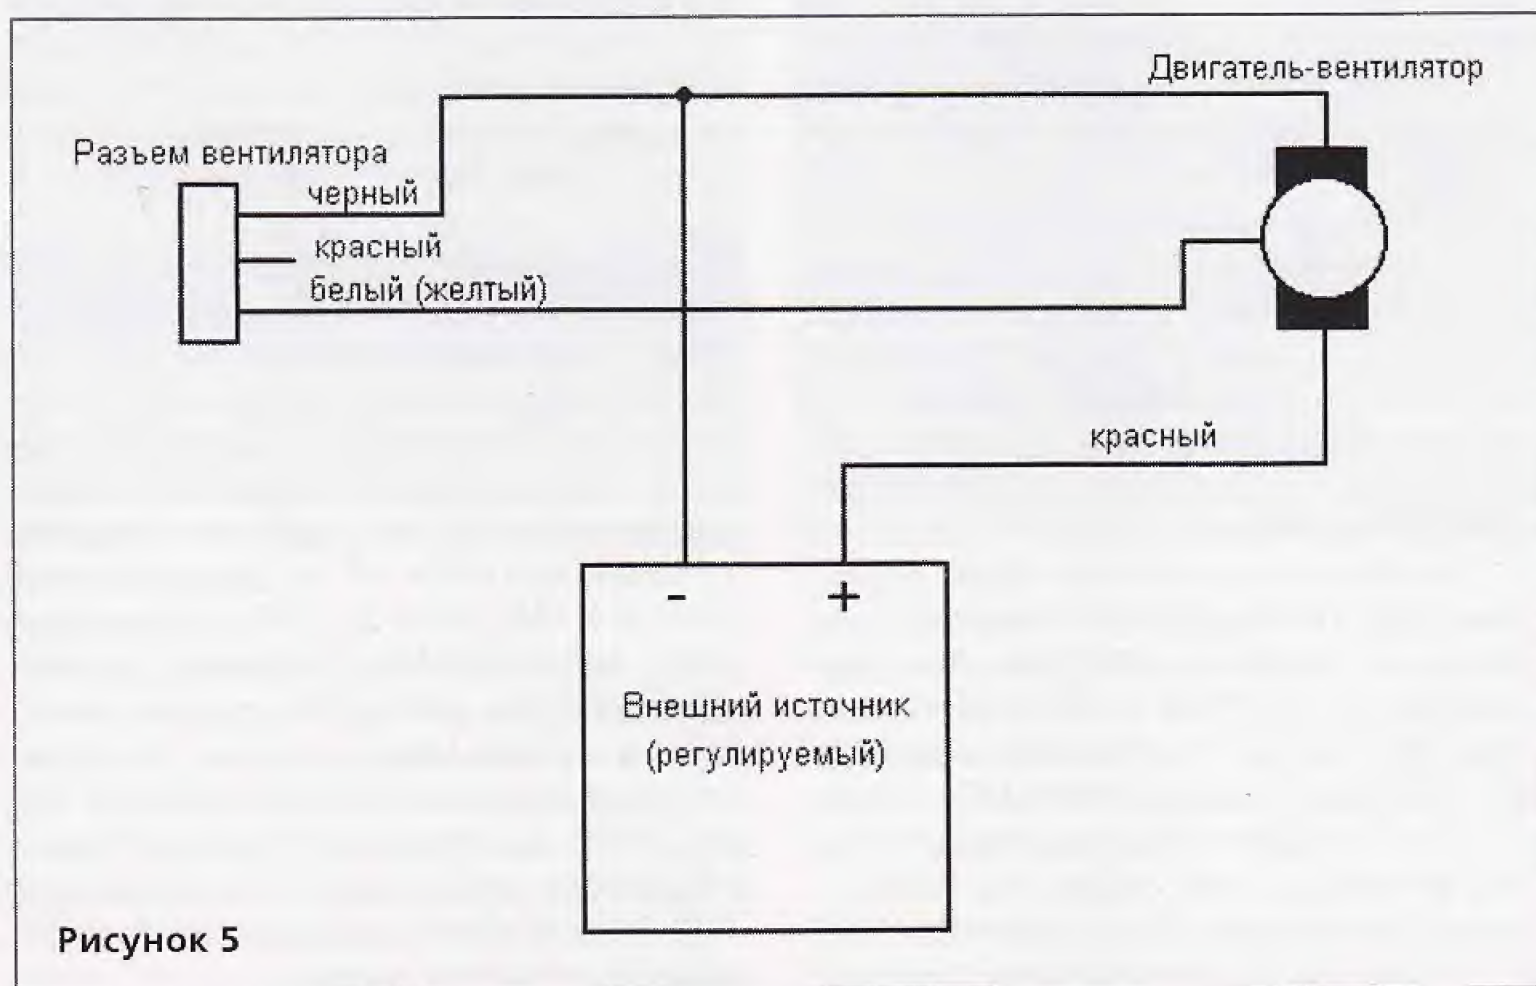 Двигатель-вентилятор
Разъем вентилятора
черный
красный
белый (желтый)
красный
- +
Внешний источник
(регулируемый)
Рисунок 5